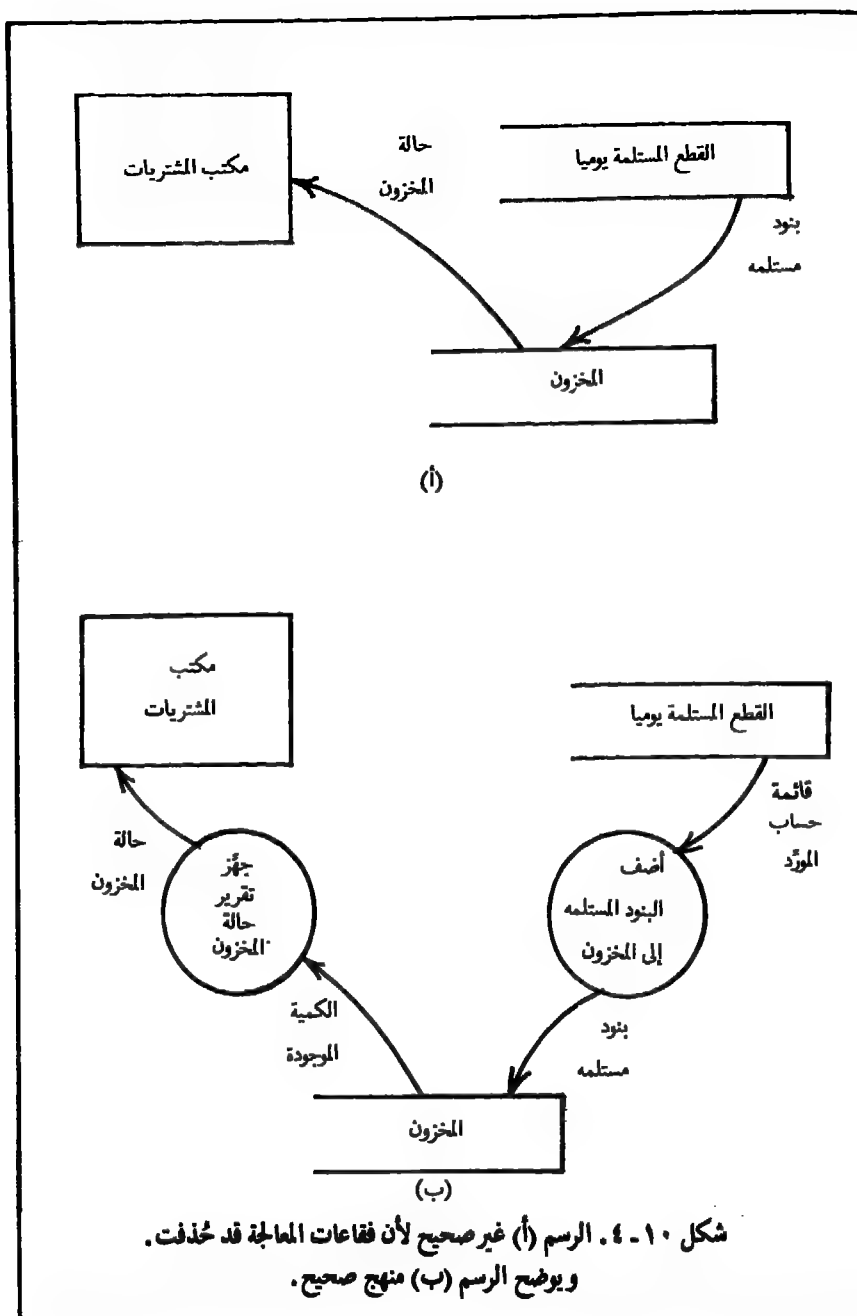 القطع المستلمة يوميا
حالة
المخزون
مكتب المشتريات
بنود
مستلمه
المخزون
(أ)
مكتب
المشتريات
القطع المستلمة يوميا
قائمة
حساب
المورِّد
أضف
البنود المستلمه
إلى المخزون
جهِّز
تقرير
حالة
المخزون
حالة
المخزون
الكمية
الموجودة
بنود
مستلمه
المخزون
(ب)
شكل ١٠ - ٤ . الرسم (أ) غير صحيح لأن فقاعات المعالجة قد حُذفت .
ويوضح الرسم (ب) منهج صحيح .